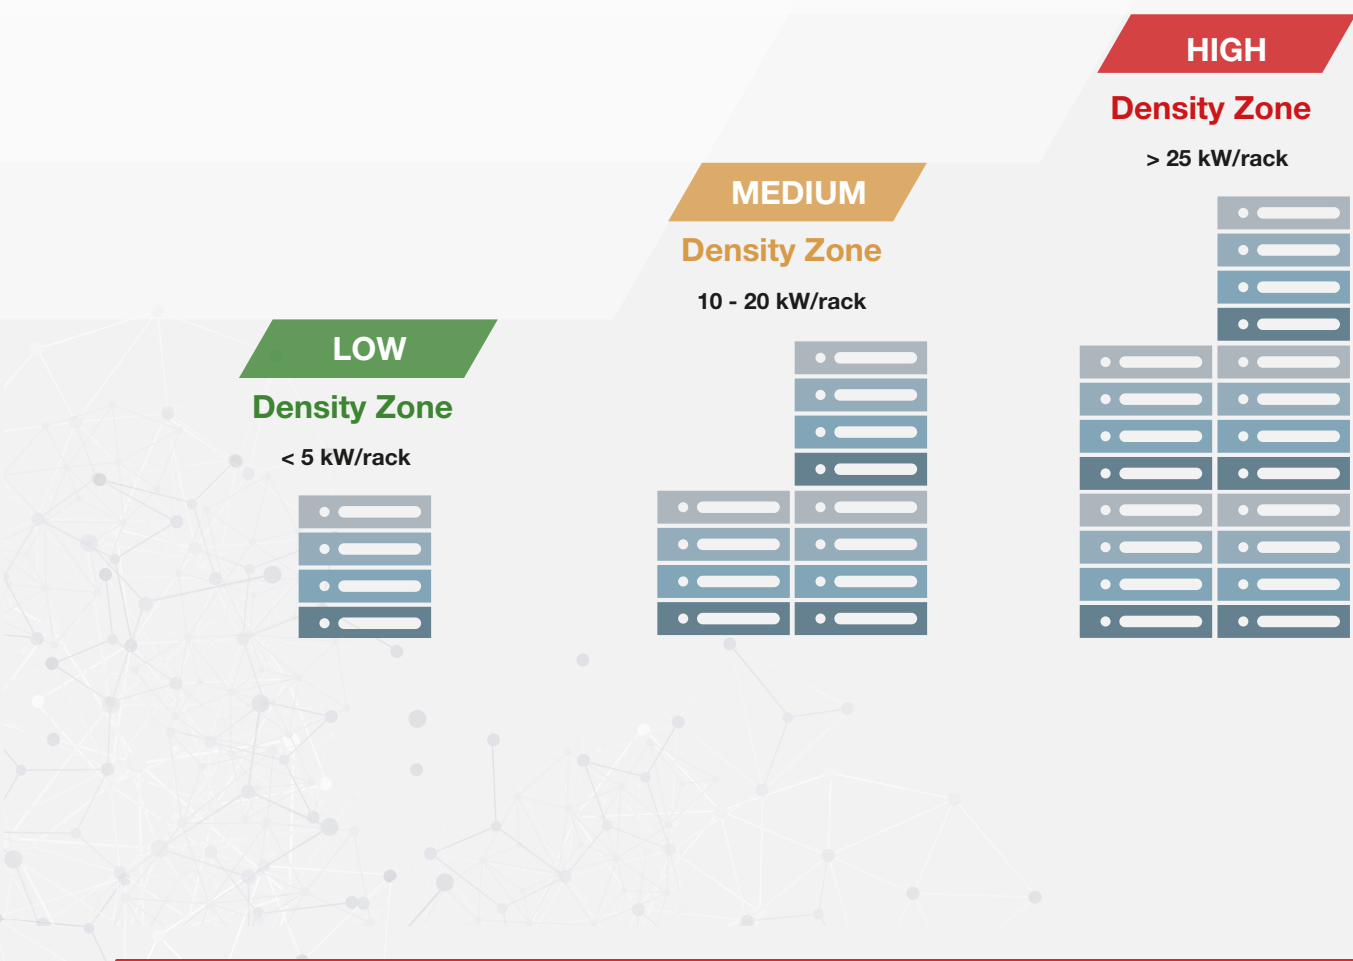 HIGH
Density Zone
> 25 kW/rack
MEDIUM
Density Zone
10 - 20 kW/rack
LOW
Density Zone
< 5 kW/rack